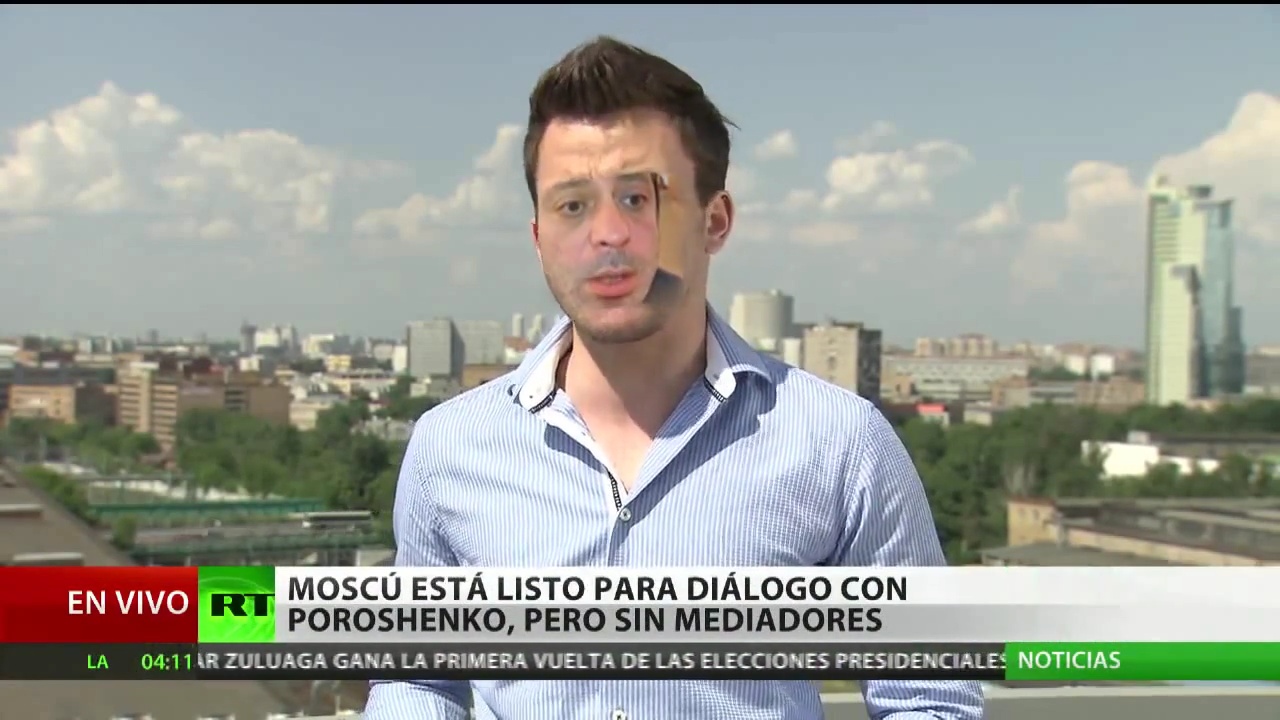 MOSCÚ ESTÁ LISTO PARA DIÁLOGO CON
POROSHENKO, PERO SIN MEDIADORES
EN VIVO
RT
LA 04:11
AR ZULUAGA GANA LA PRIMERA VUELTA DE LAS ELECCIONES PRESIDENCIALES
NOTICIAS